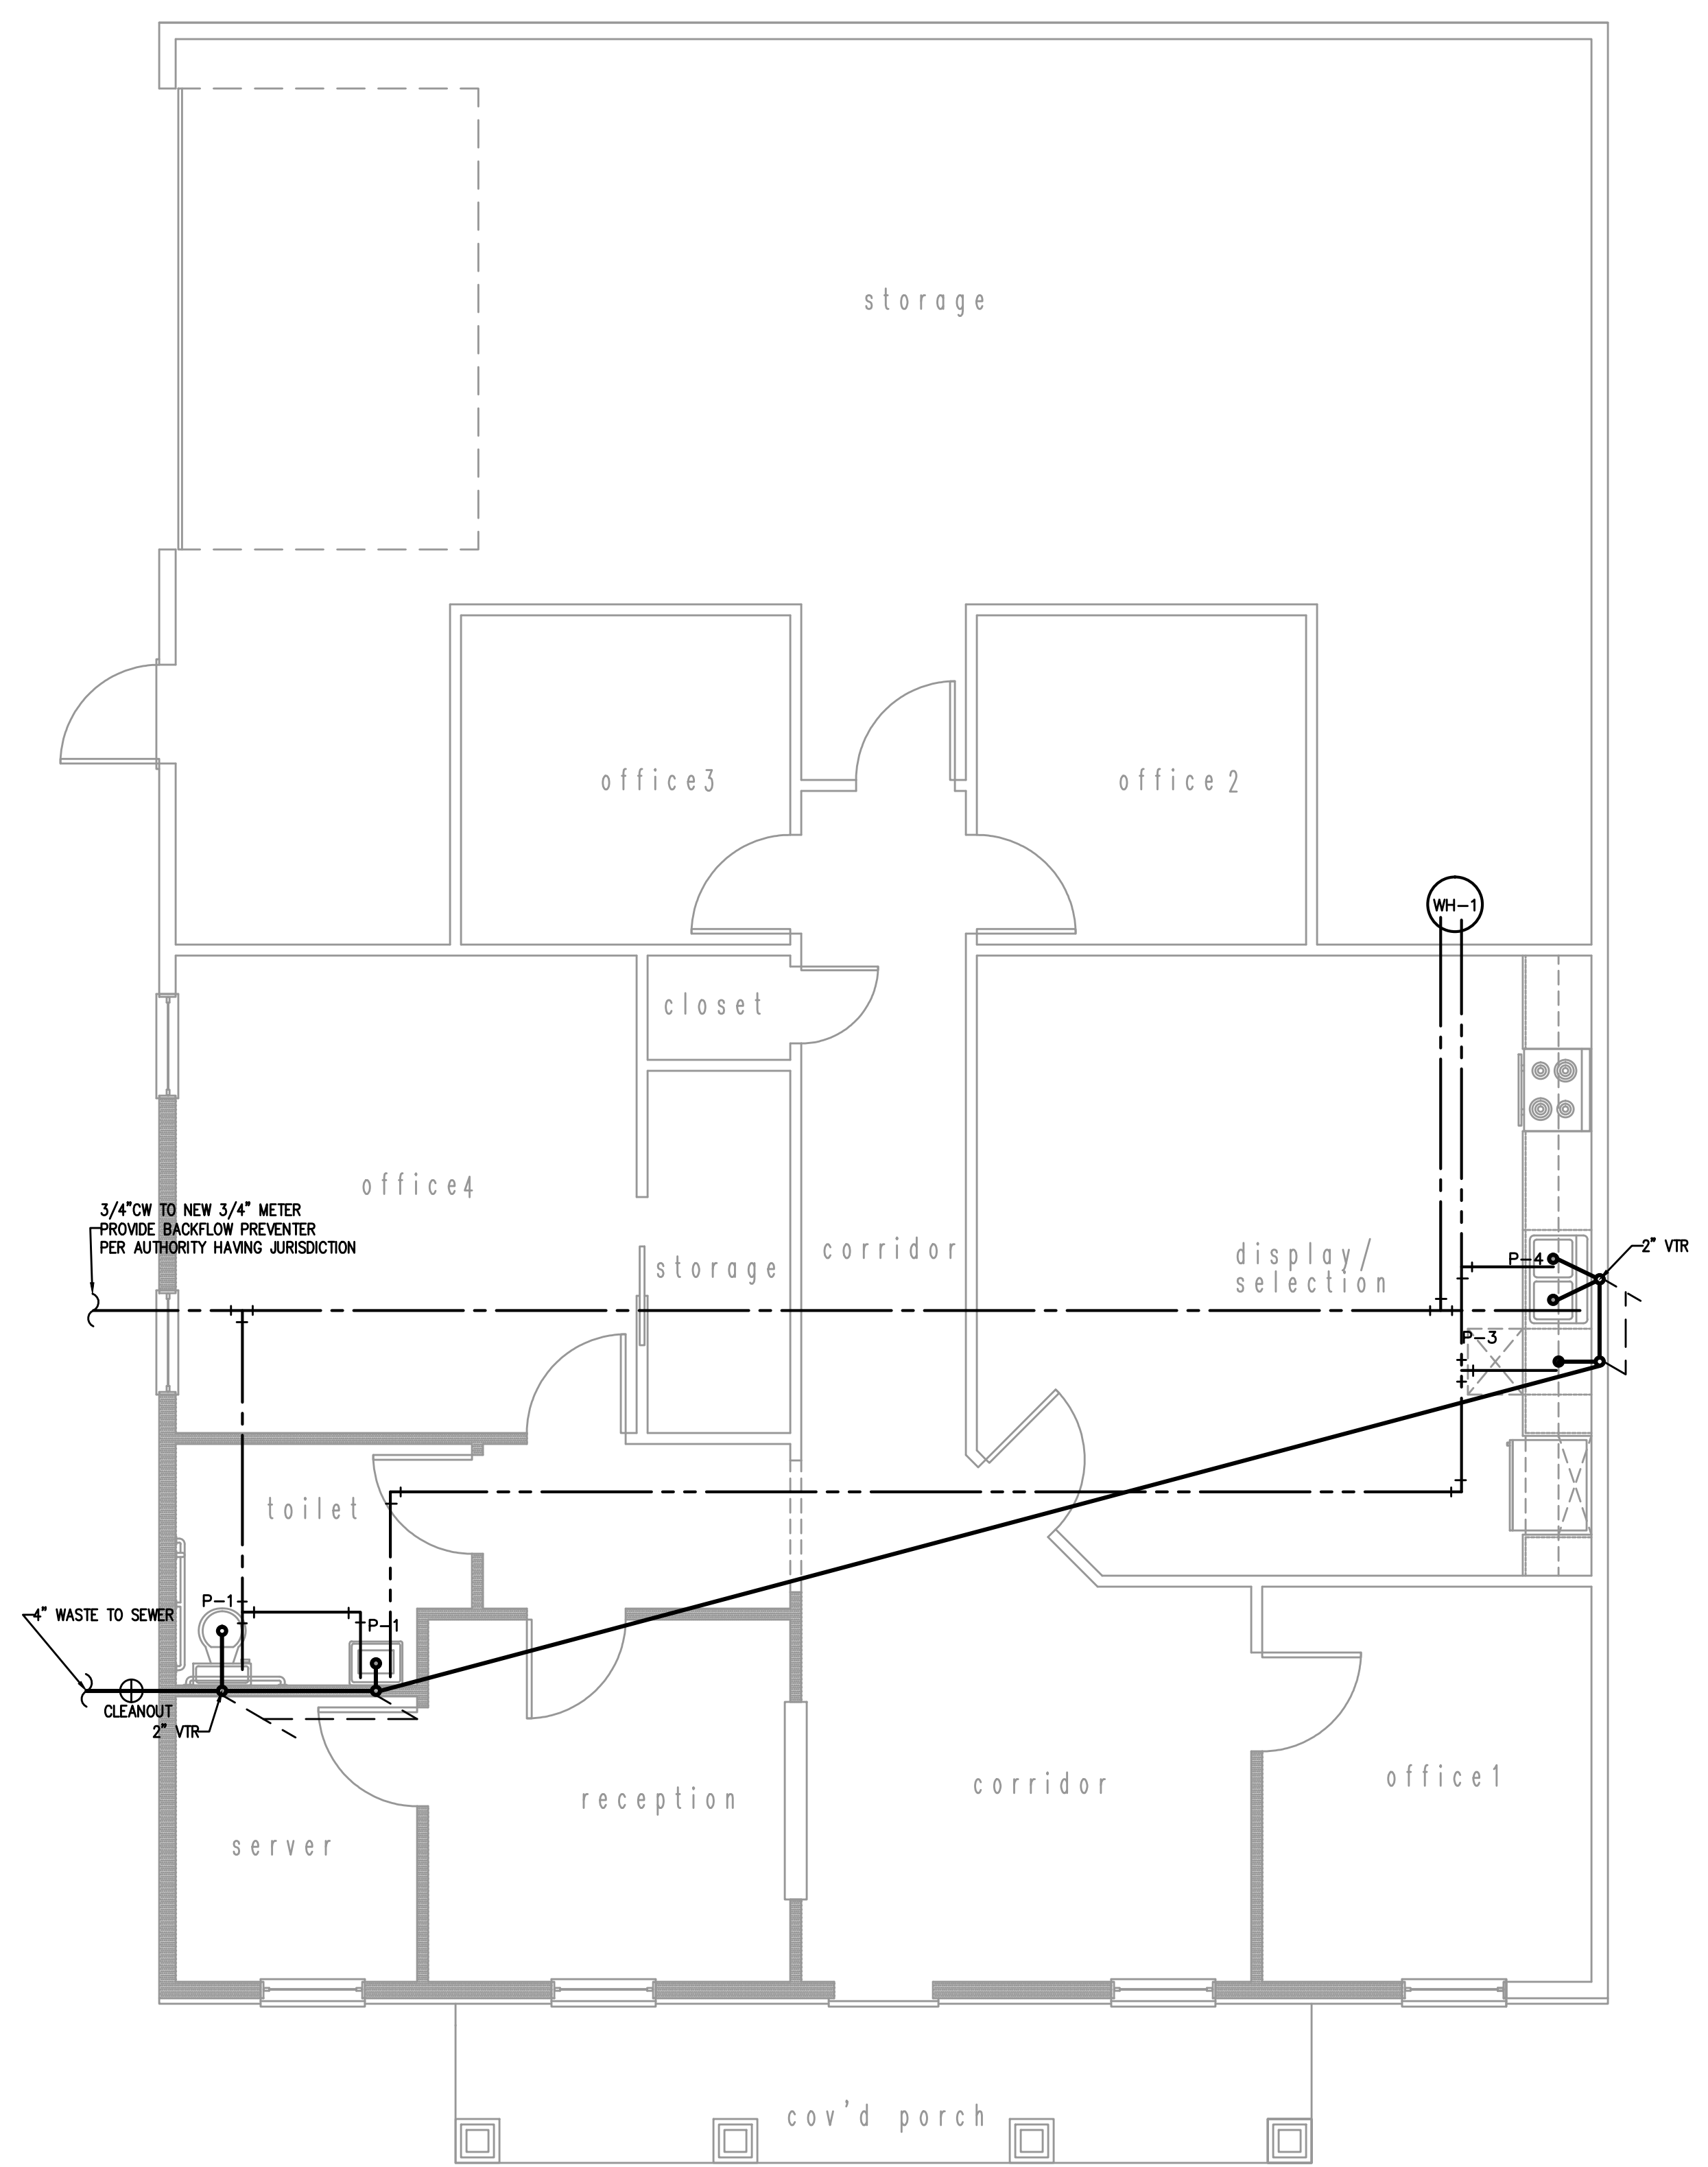 storage
office3
office 2
WH-1
closet
office4
3/4"CW TO NEW 3/4" METER
PROVIDE BACKFLOW PREVENTER
PER AUTHORITY HAVING JURISDICTION
storage
corridor
display/
selection
P-4
2" VTR
P-3
toilet
P-1
4" WASTE TO SEWER
P-1
CLEANOUT
2" VTR
reception
corridor
office1
server
cov'd porch